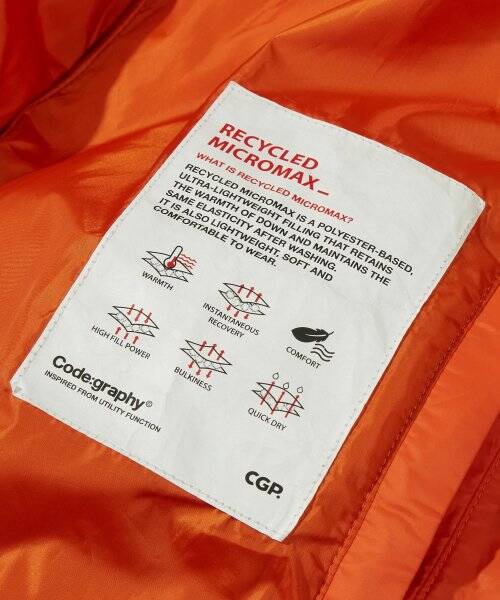 RECYCLED
MICROMAX_
WHAT IS RECYCLED MICROMAX?
RECYCLED MICROMAX IS A POLYESTER-BASED,
ULTRA-LIGHTWEIGHT FILLING THAT RETAINS
THE WARMTH OF DOWN AND MAINTAINS THE
SAME ELASTICITY AFTER WASHING.
IT IS ALSO LIGHTWEIGHT, SOFT AND
COMFORTABLE TO WEAR.
WARMTH
INSTANTANEOUS
RECOVERY
COMFORT
HIGH FILL POWER
BULKINESS
QUICK DRY
Code:graphy©
INSPIRED FROM UTILITY FUNCTION
CGP.